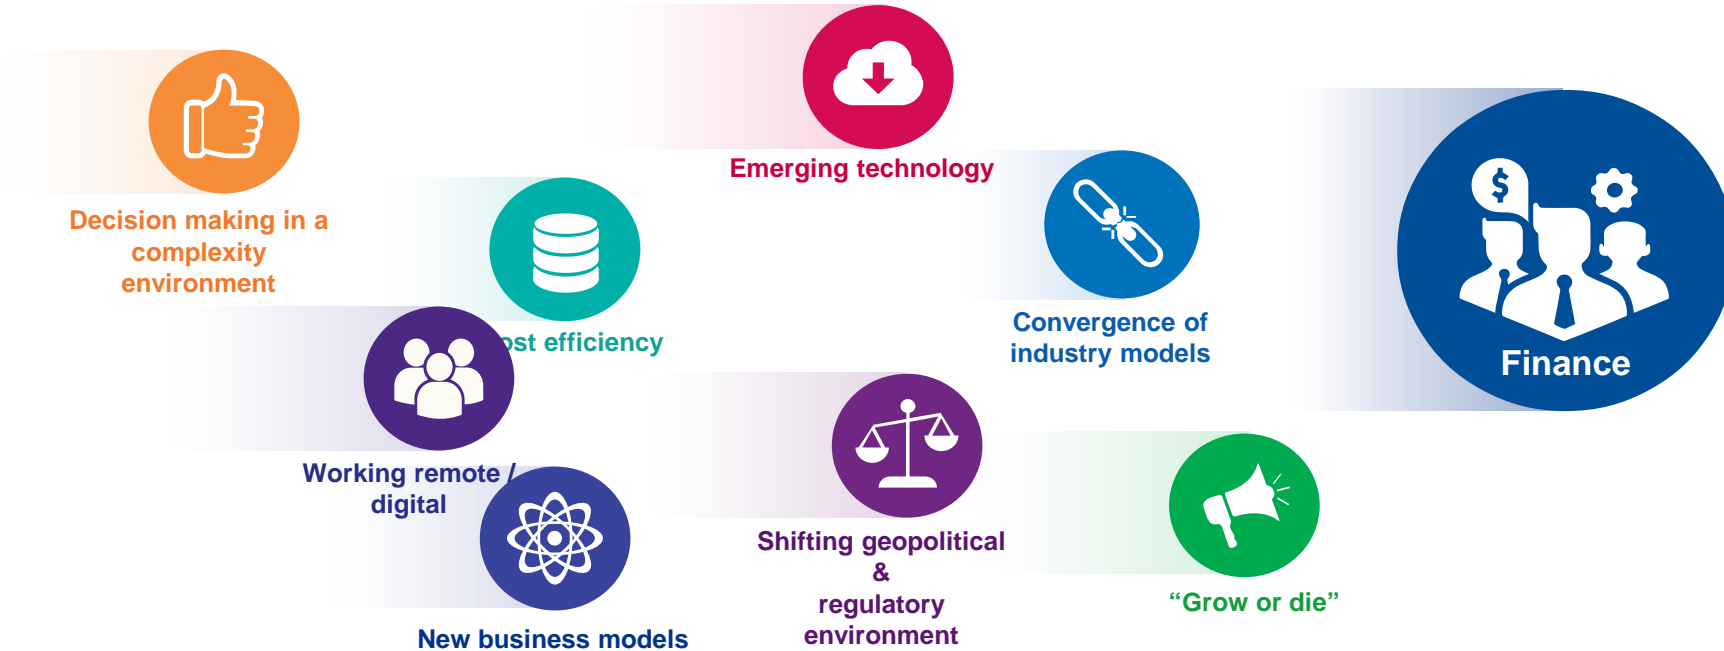 Emerging technology
Decision making in a
complexity
environment
$
Convergence of
industry models
ost efficiency
Finance
Working remote /
digital
Shifting geopolitical
&
regulatory
environment
“Grow or die”
New business models